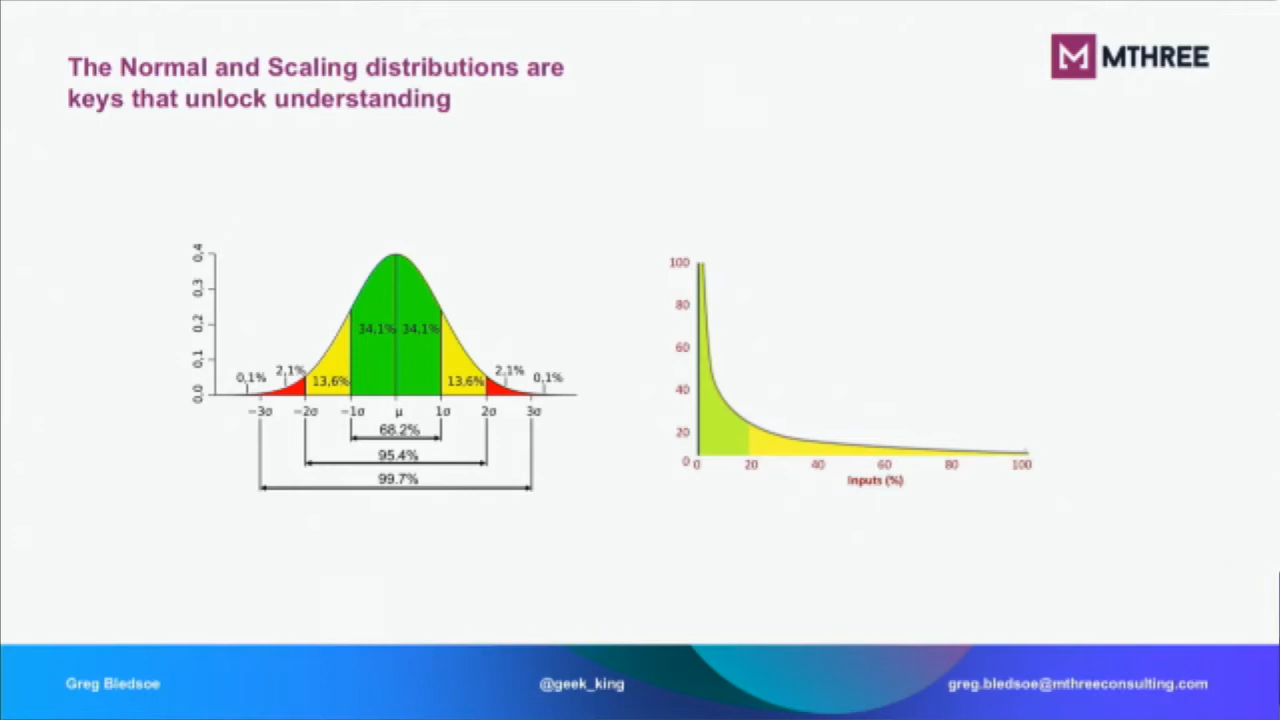 The Normal and Scaling distributions are
keys that unlock understanding
MTHREE
0,0 0,1 0,2 0,3 0,4
0,1% 2,1% 13,6% 34,1% 34,1% 13,6% 2,1% 0,1%
−3σ −2σ −1σ μ 1σ 2σ 3σ
68.2%
95.4%
99.7%
100
80
60
40
20
0
0 20 40 60 80 100
Inputs (%)
Greg Bledsoe
@geek_king
greg.bledsoe@mthreeconsulting.com